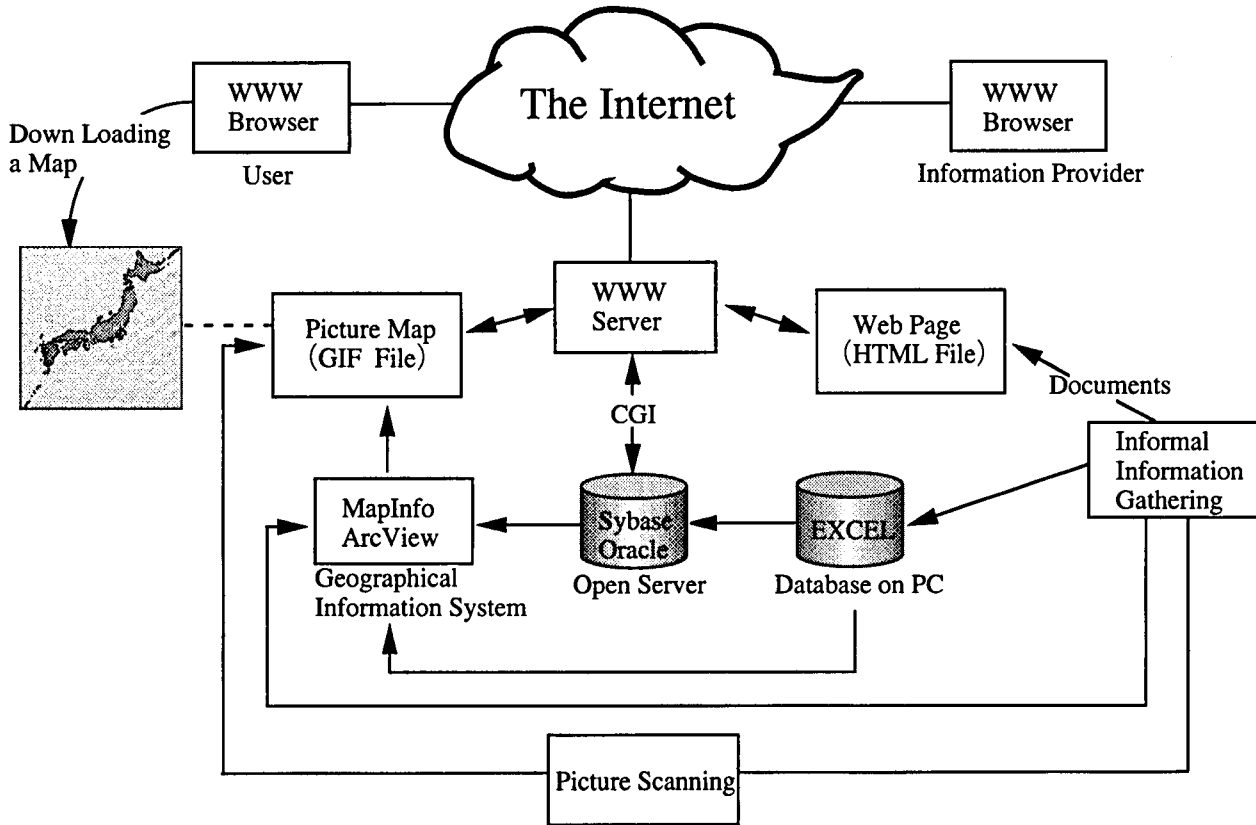 The Internet
WWW
Browser
User
WWW
Browser
Information Provider
Down Loading
a Map
WWW
Server
Picture Map
(GIF File)
Web Page
(HTML File)
Documents
CGI
Informal
Information
Gathering
MapInfo
ArcView
Geographical
Information System
Sybase
Oracle
Open Server
EXCEL
Database on PC
Picture Scanning